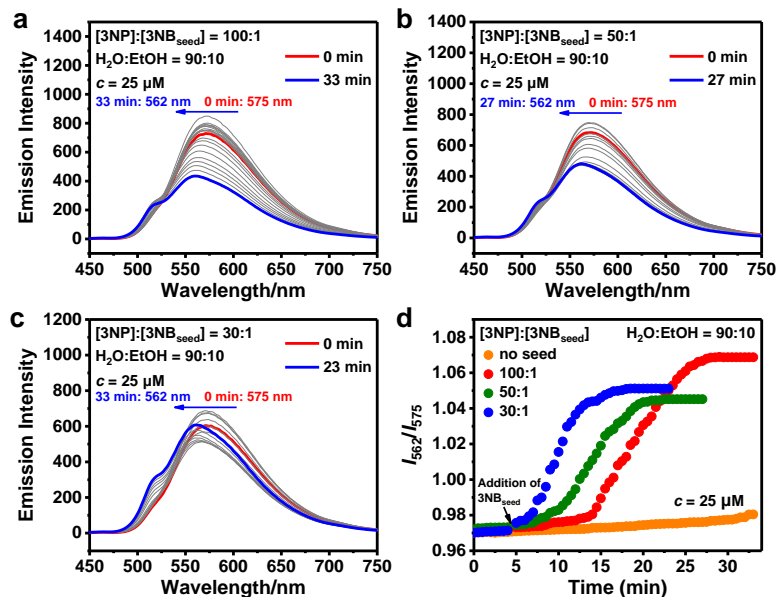 a
[3NP]:[3NBseed] = 100:1
H2O:EtOH = 90:10
c = 25 µM
0 min
33 min
33 min: 562 nm 0 min: 575 nm
1400
1200
1000
800
600
400
200
0
Emission Intensity
450 500 550 600 650 700 750
Wavelength/nm
b
[3NP]:[3NBseed] = 50:1
H2O:EtOH = 90:10
c = 25 µM
0 min
27 min
27 min: 562 nm 0 min: 575 nm
1400
1200
1000
800
600
400
200
0
Emission Intensity
450 500 550 600 650 700 750
Wavelength/nm
c
[3NP]:[3NBseed] = 30:1
H2O:EtOH = 90:10
c = 25 µM
0 min
23 min
33 min: 562 nm 0 min: 575 nm
1200
1000
800
600
400
200
0
Emission Intensity
450 500 550 600 650 700 750
Wavelength/nm
d
[3NP]:[3NBseed] H2O:EtOH = 90:10
no seed
100:1
50:1
30:1
Addition of
3NBseed
c = 25 µM
1.08
1.06
1.04
1.02
1.00
0.98
0.96
I562/I575
0 5 10 15 20 25 30
Time (min)